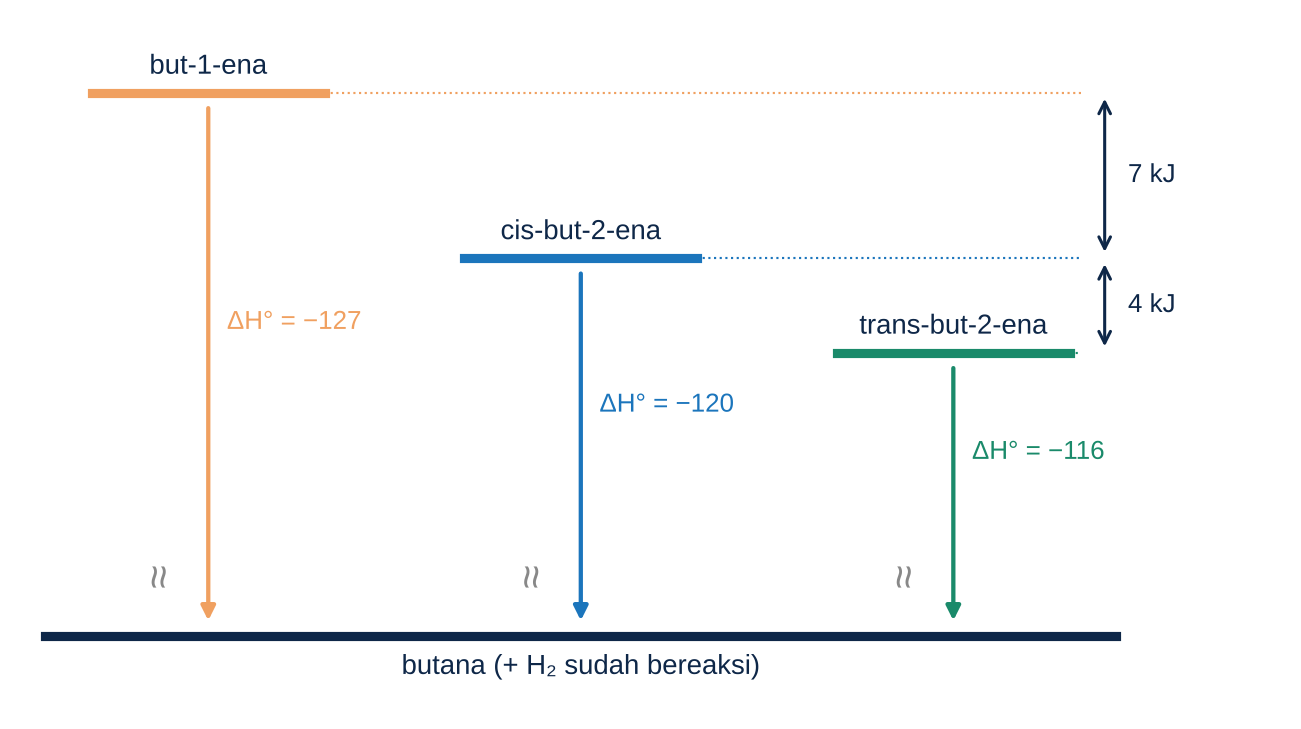 but-1-ena
7 kJ
cis-but-2-ena
4 kJ
ΔH° = −127
trans-but-2-ena
ΔH° = −120
ΔH° = −116
≀≀
≀≀
≀≀
butana (+ H₂ sudah bereaksi)